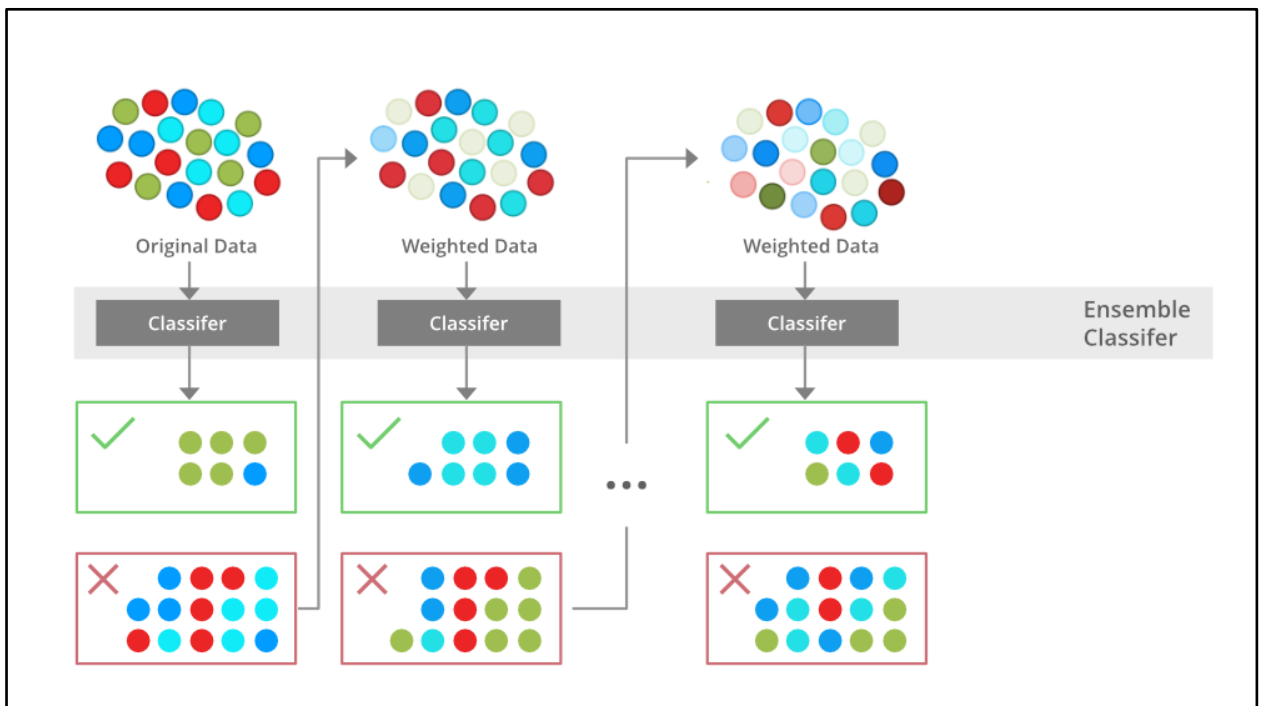 Original Data
Weighted Data
Weighted Data
Classifer
Classifer
Classifer
Ensemble
Classifer
...